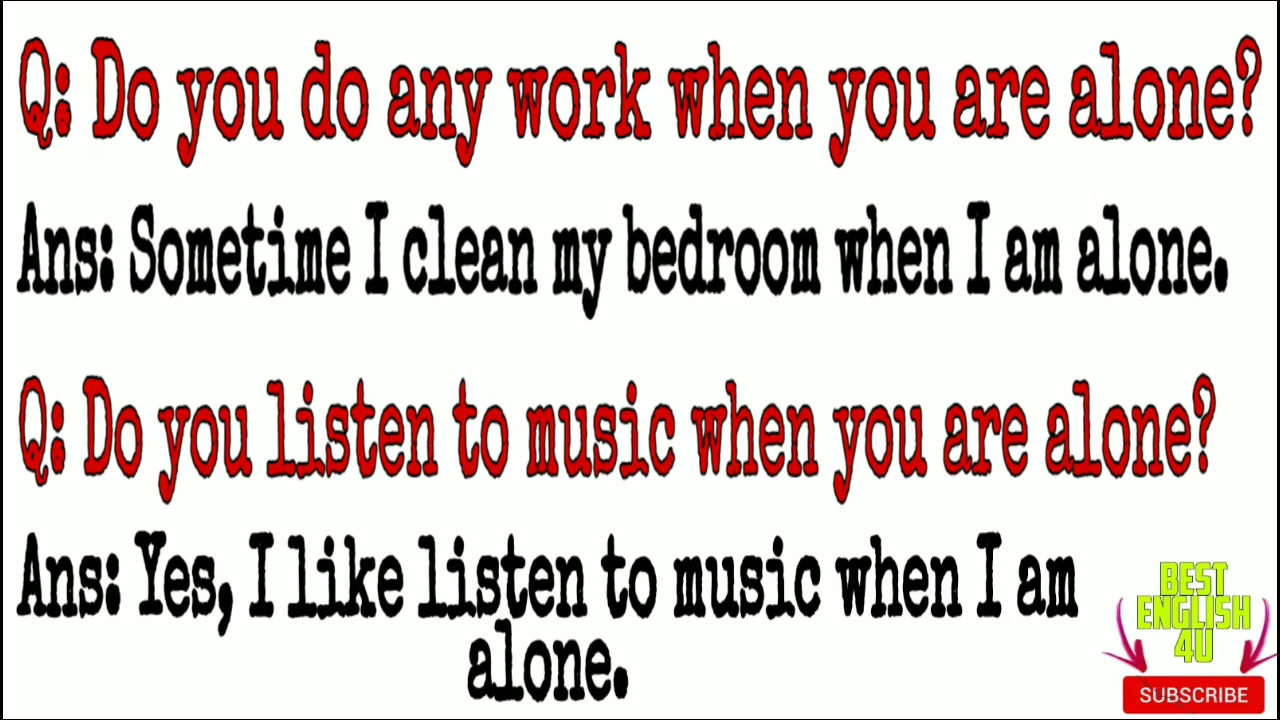 Q: Do you do any work when you are alone?
Ans: Sometime I clean my bedroom when I am alone.
Q: Do you listen to music when you are alone?
Ans: Yes, I like listen to music when I am
alone.
BEST
ENGLISH
4U
SUBSCRIBE